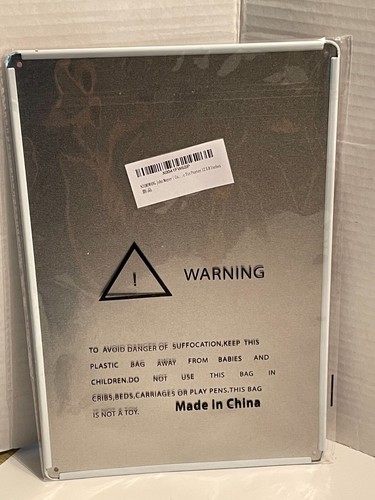 ! WARNING
TO AVOID DANGER OF SUFFOCATION,KEEP THIS
PLASTIC BAG AWAY FROM BABIES AND
CHILDREN.DO NOT USE THIS BAG IN
CRIBS,BEDS,CARRIAGES OR PLAY PENS.THIS BAG
IS NOT A TOY.
Made In China